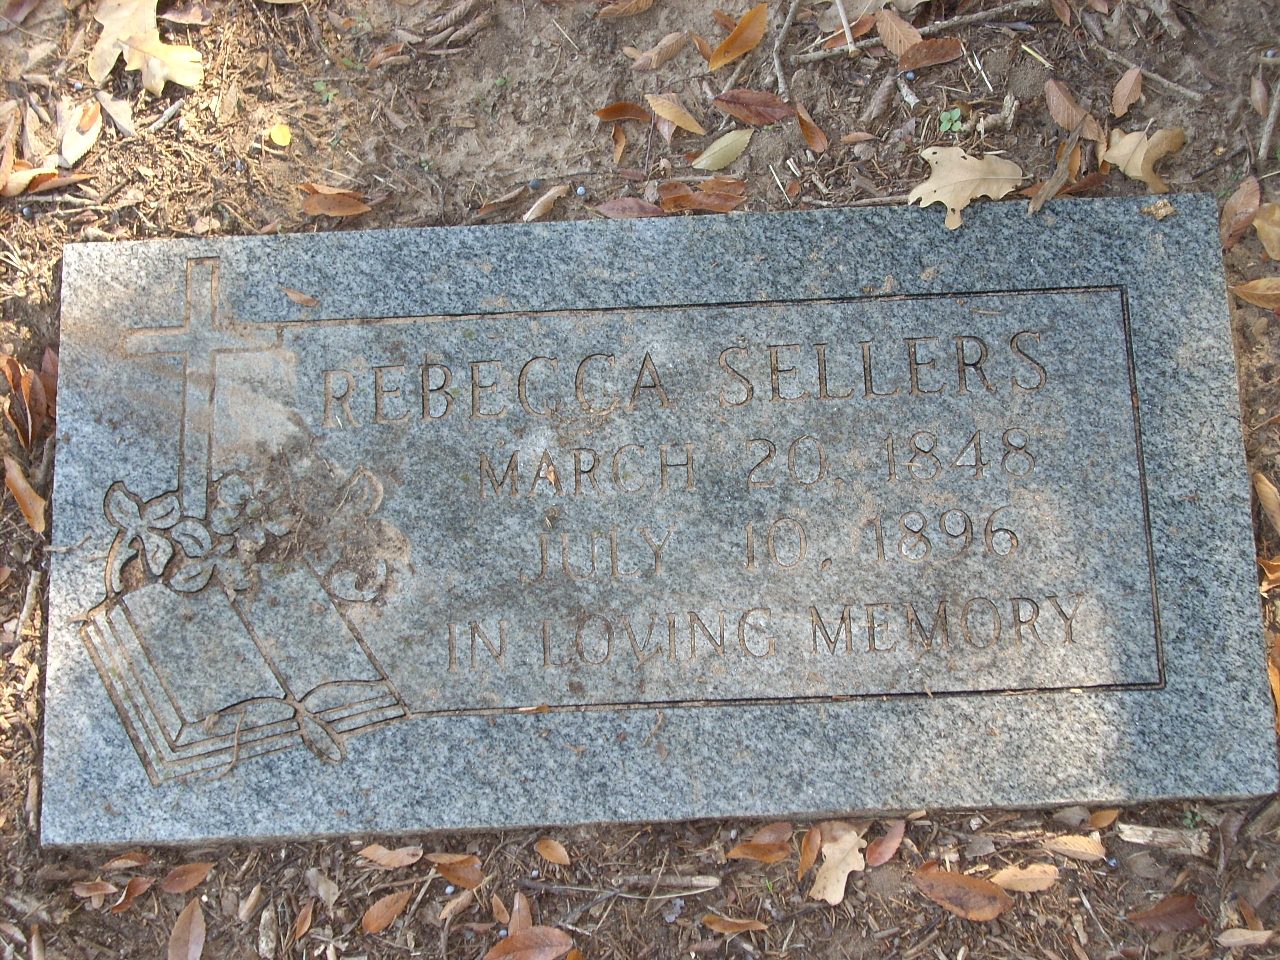 REBECCA SELLERS
MARCH 20. 1848
JULY 10, 1896
IN LOVING MEMORY